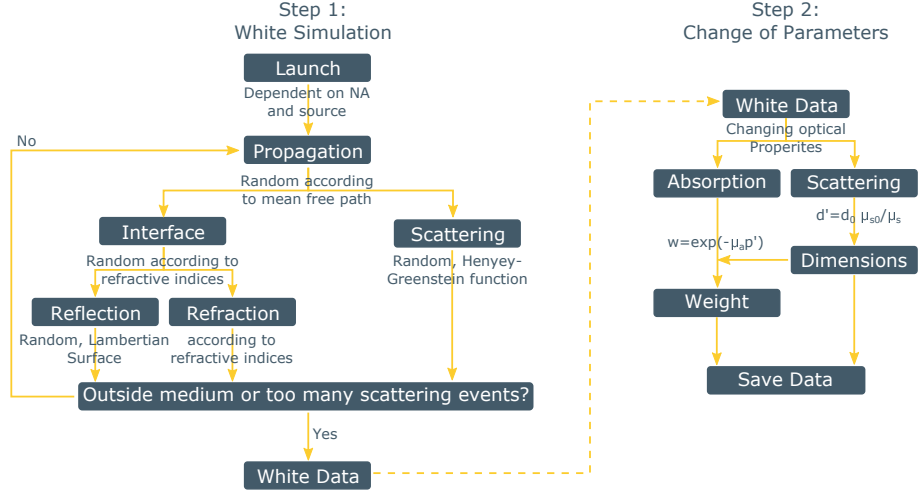 Step 1:
White Simulation
Launch
Dependent on NA
and source
No
Propagation
Random according
to mean free path
Interface
Scattering
Random according to
refractive indices
Random, Henyey-
Greenstein function
Reflection
Refraction
Random, Lambertian
Surface
according to
refractive indices
Outside medium or too many scattering events?
Yes
White Data
Step 2:
Change of Parameters
White Data
Changing optical
Properites
Absorption
Scattering
d'=d₀ μₛ₀/μₛ
w=exp(-μₐp')
Dimensions
Weight
Save Data